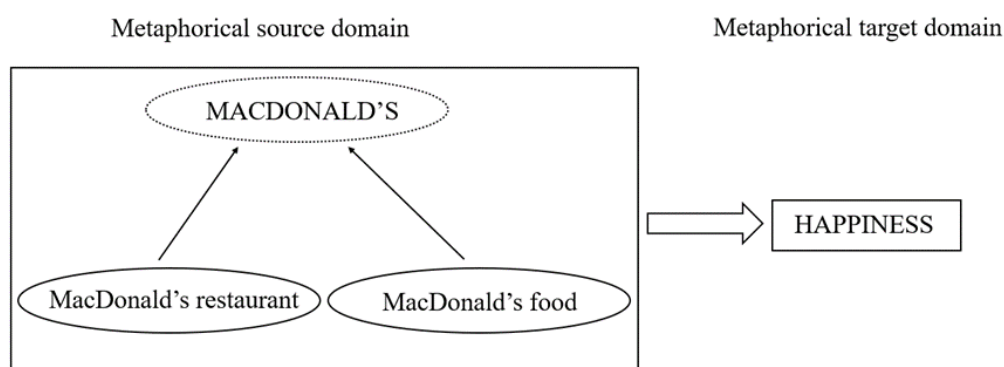 Metaphorical source domain
Metaphorical target domain
MACDONALD’S
HAPPINESS
MacDonald’s restaurant
MacDonald’s food